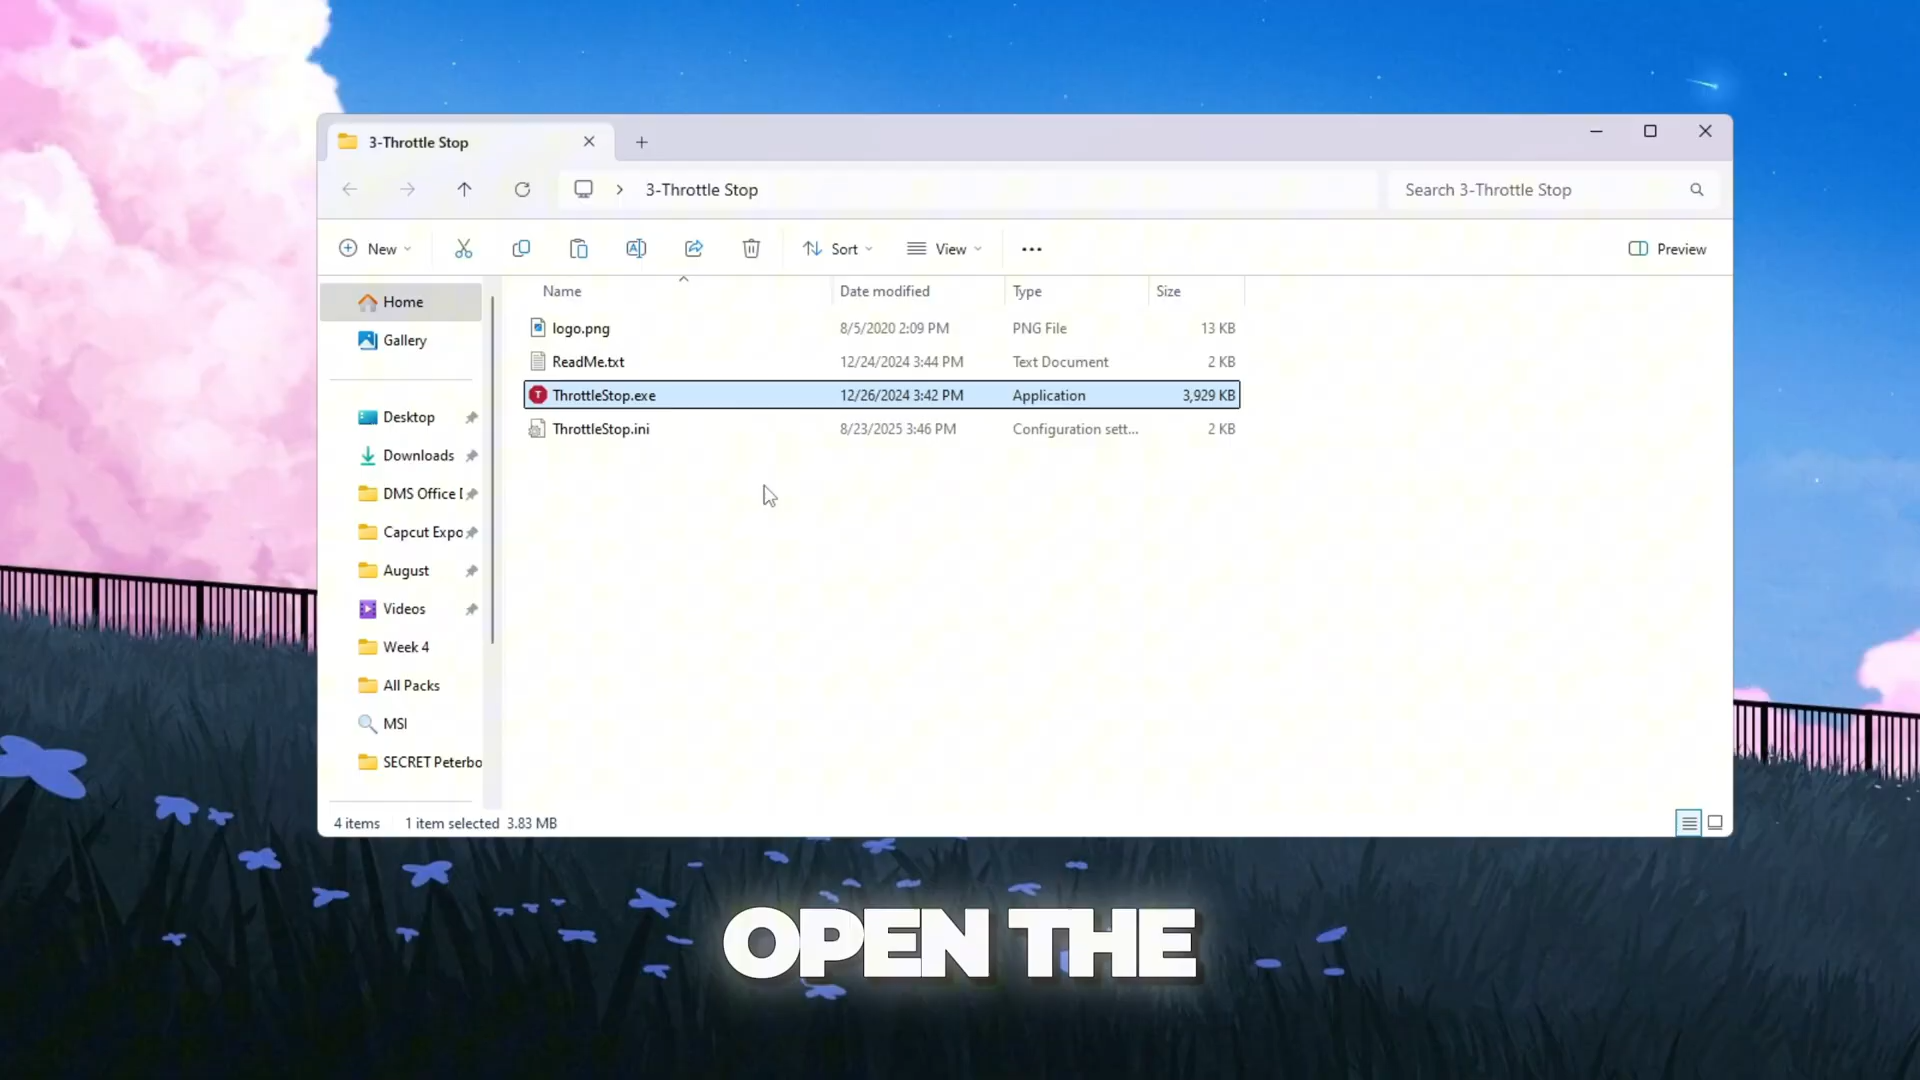 3-Throttle Stop
3-Throttle Stop
Search 3-Throttle Stop
New
Sort
View
Preview
Name
Date modified
Type
Size
logo.png
8/5/2020 2:09 PM
PNG File
13 KB
ReadMe.txt
12/24/2024 3:44 PM
Text Document
2 KB
T
ThrottleStop.exe
12/26/2024 3:42 PM
Application
3,929 KB
ThrottleStop.ini
8/23/2025 3:46 PM
Configuration sett...
2 KB
Home
Gallery
Desktop
Downloads
DMS Office
Capcut Expo
August
Videos
Week 4
All Packs
MSI
SECRET Peterbo
4 items
1 item selected 3.83 MB
OPEN THE